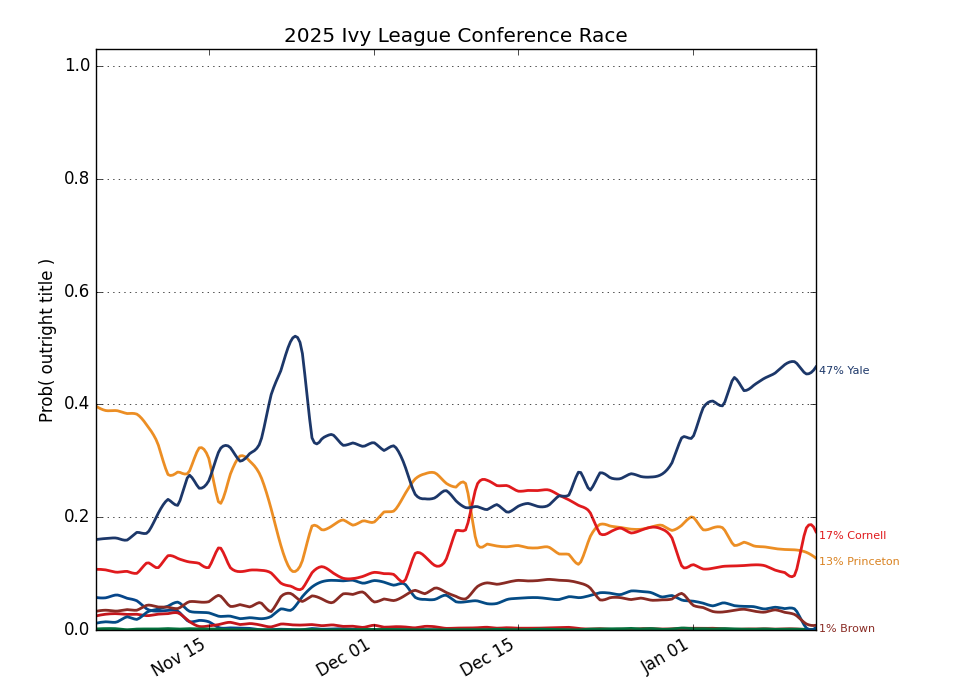 2025 Ivy League Conference Race
Prob( outright title )
1.0
0.8
0.6
0.4
0.2
0.0
Nov 15
Dec 01
Dec 15
Jan 01
47% Yale
17% Cornell
13% Princeton
1% Brown